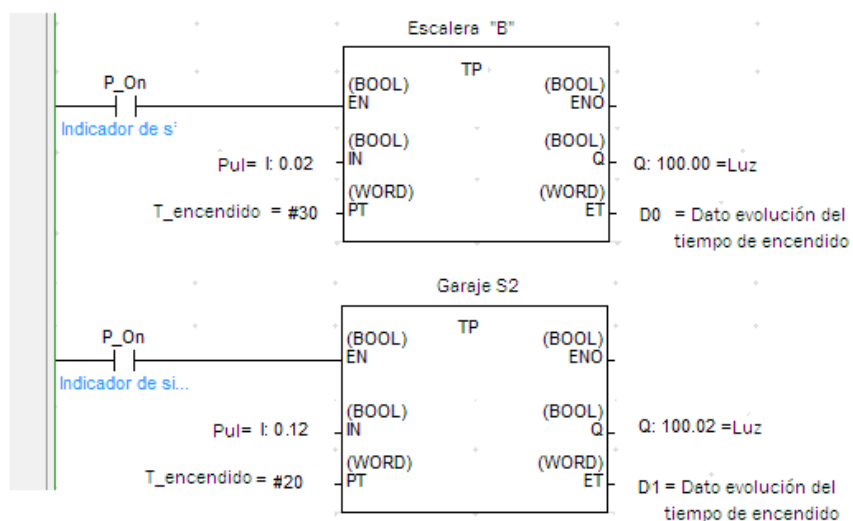 Escalera "B"
P_On
TP
(BOOL)
EN
(BOOL)
ENO
Indicador de s
Pul= I: 0.02
(BOOL)
IN
(BOOL)
Q
Q: 100.00 =Luz
T_encendido = #30
(WORD)
PT
(WORD)
ET
D0 = Dato evolución del
tiempo de encendido
Garaje S2
P_On
TP
(BOOL)
EN
(BOOL)
ENO
Indicador de si...
Pul= I: 0.12
(BOOL)
IN
(BOOL)
Q
Q: 100.02 =Luz
T_encendido = #20
(WORD)
PT
(WORD)
ET
D1 = Dato evolución del
tiempo de encendido